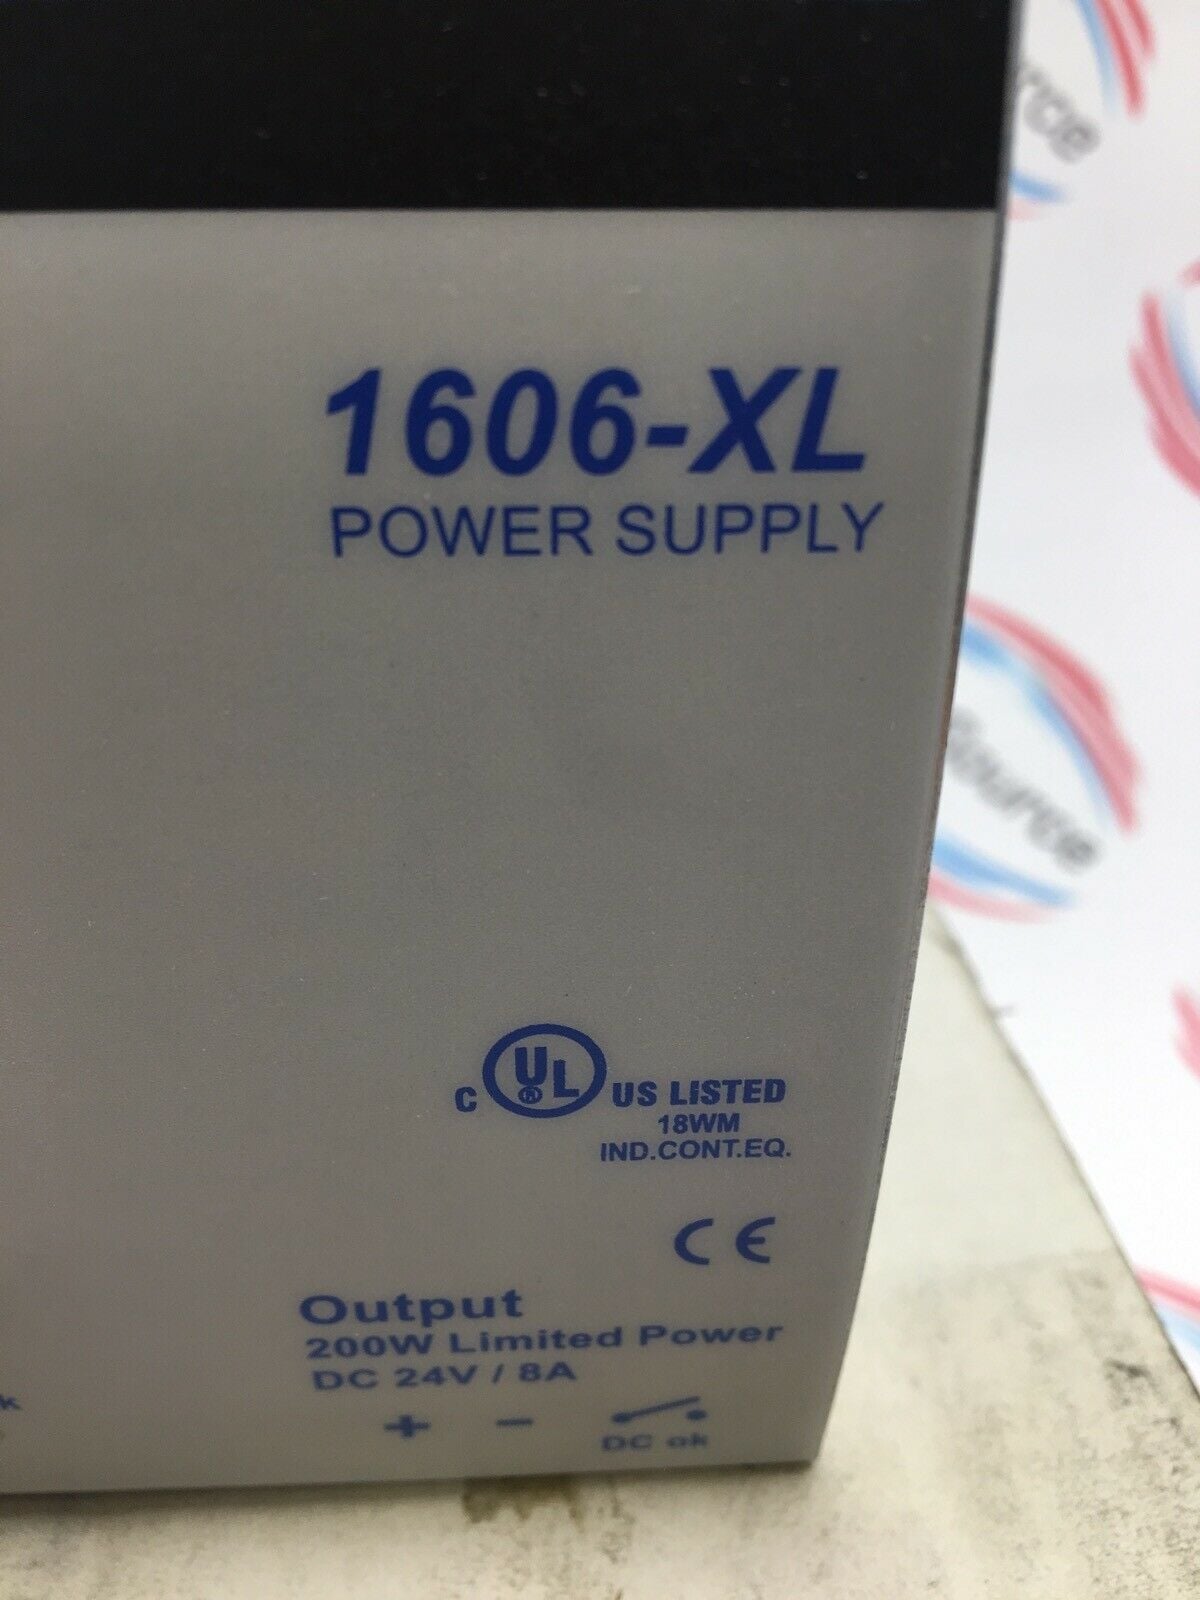 1606-XL
POWER SUPPLY
C UL ® US LISTED
18WM
IND.CONT.EQ.
CE
Output
200W Limited Power
DC 24V / 8A
+ −
DC ok
k
Source